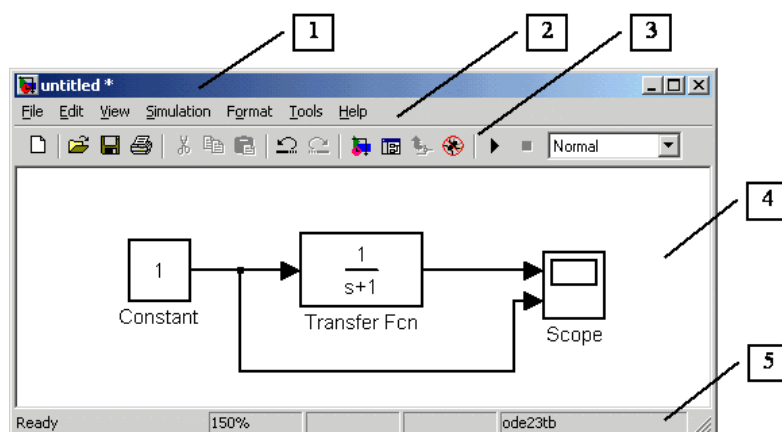 1
2
3
untitled *
File Edit View Simulation Format Tools Help
Normal
4
1
1
s+1
Constant
Transfer Fcn
Scope
5
Ready 150% ode23tb